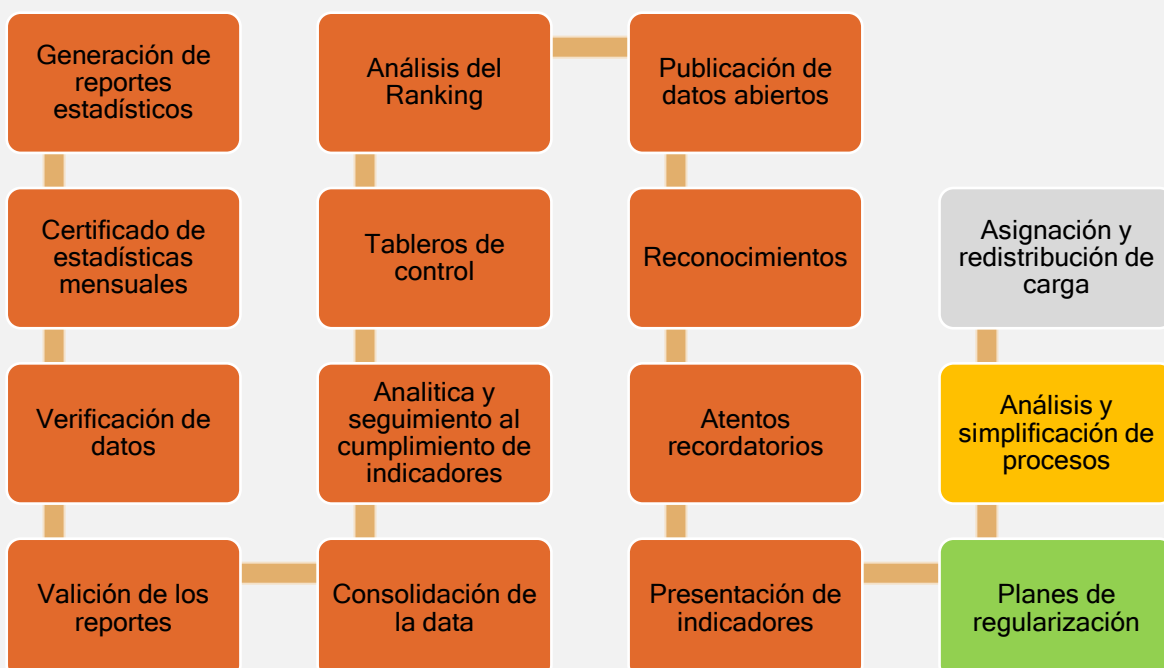 Generación de
reportes
estadísticos
Certificado de
estadísticas
mensuales
Verificación de
datos
Valición de los
reportes
Consolidación de
la data
Analitica y
seguimiento al
cumplimiento de
indicadores
Tableros de
control
Análisis del
Ranking
Publicación de
datos abiertos
Reconocimientos
Atentos
recordatorios
Presentación de
indicadores
Planes de
regularización
Análisis y
simplificación de
procesos
Asignación y
redistribución de
carga